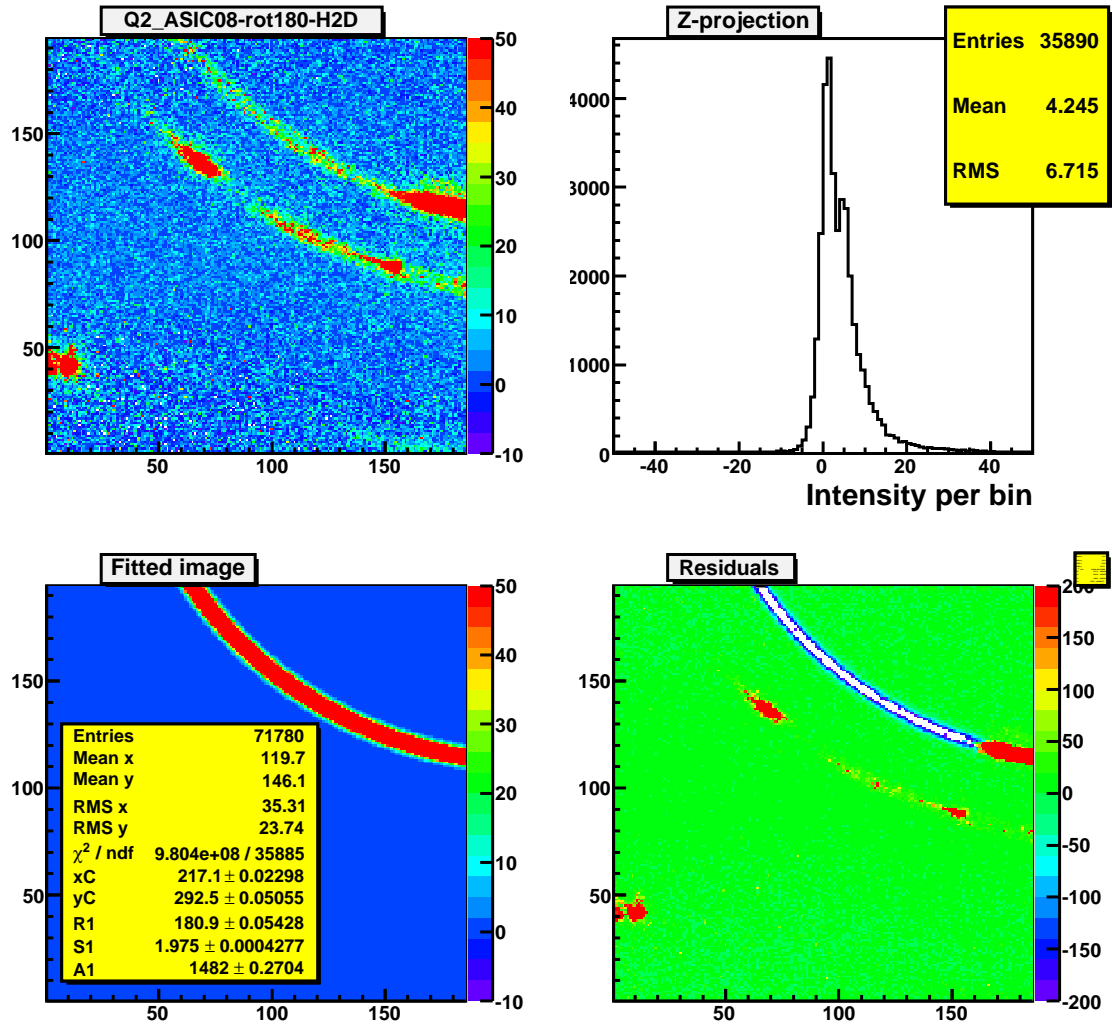 Q2_ASIC08-rot180-H2D
50
40
30
20
10
0
-10
150
100
50
50 100 150
Z-projection
Entries 35890
Mean 4.245
RMS 6.715
4000
3000
2000
1000
0
-40 -20 0 20 40
Intensity per bin
Fitted image
50
40
30
20
10
0
-10
150
100
50
50 100 150
Entries 71780
Mean x 119.7
Mean y 146.1
RMS x 35.31
RMS y 23.74
χ² / ndf 9.804e+08 / 35885
xC 217.1 ± 0.02298
yC 292.5 ± 0.05055
R1 180.9 ± 0.05428
S1 1.975 ± 0.0004277
A1 1482 ± 0.2704
Residuals
150
100
50
0
-50
-100
-150
-200
150
100
50
50 100 150